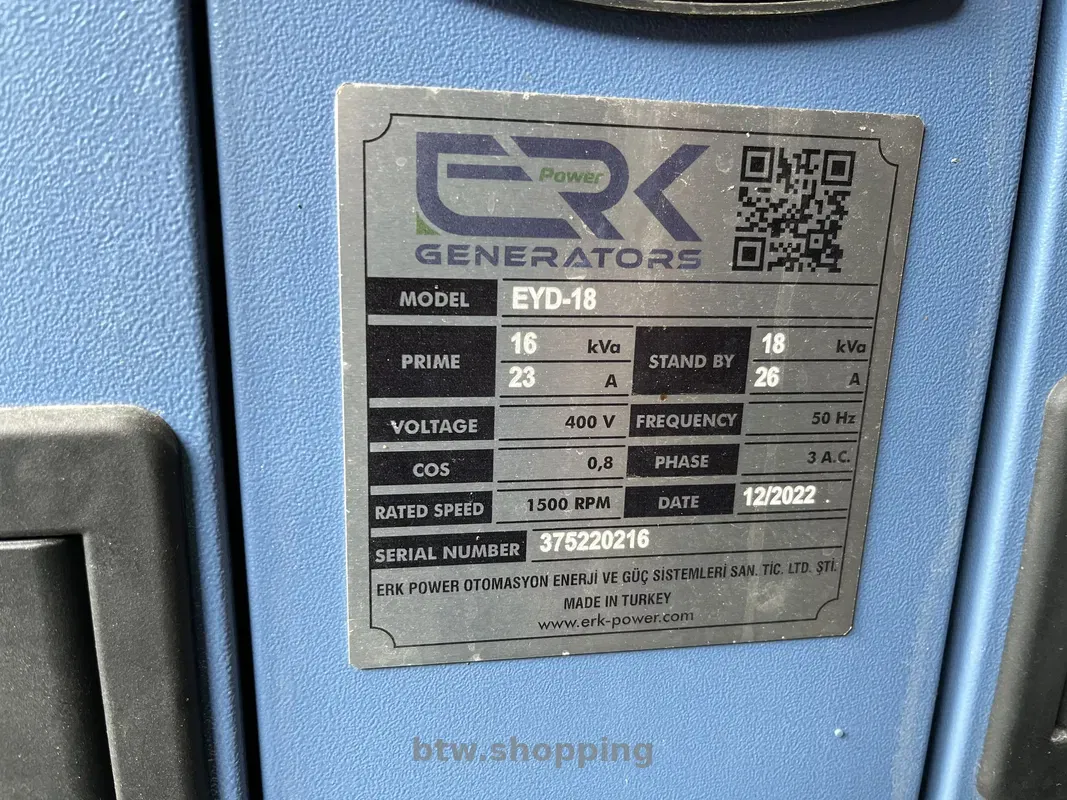 ERK Power
GENERATORS
MODEL EYD-18
PRIME 16 kVa STAND BY 18 kVa
23 A 26 A
VOLTAGE 400 V FREQUENCY 50 Hz
COS 0,8 PHASE 3 A.C.
RATED SPEED 1500 RPM DATE 12/2022 .
SERIAL NUMBER 375220216
ERK POWER OTOMASYON ENERJİ VE GÜÇ SİSTEMLERİ SAN. TİC. LTD. ŞTİ.
MADE IN TURKEY
www.erk-power.com
btw.shopping